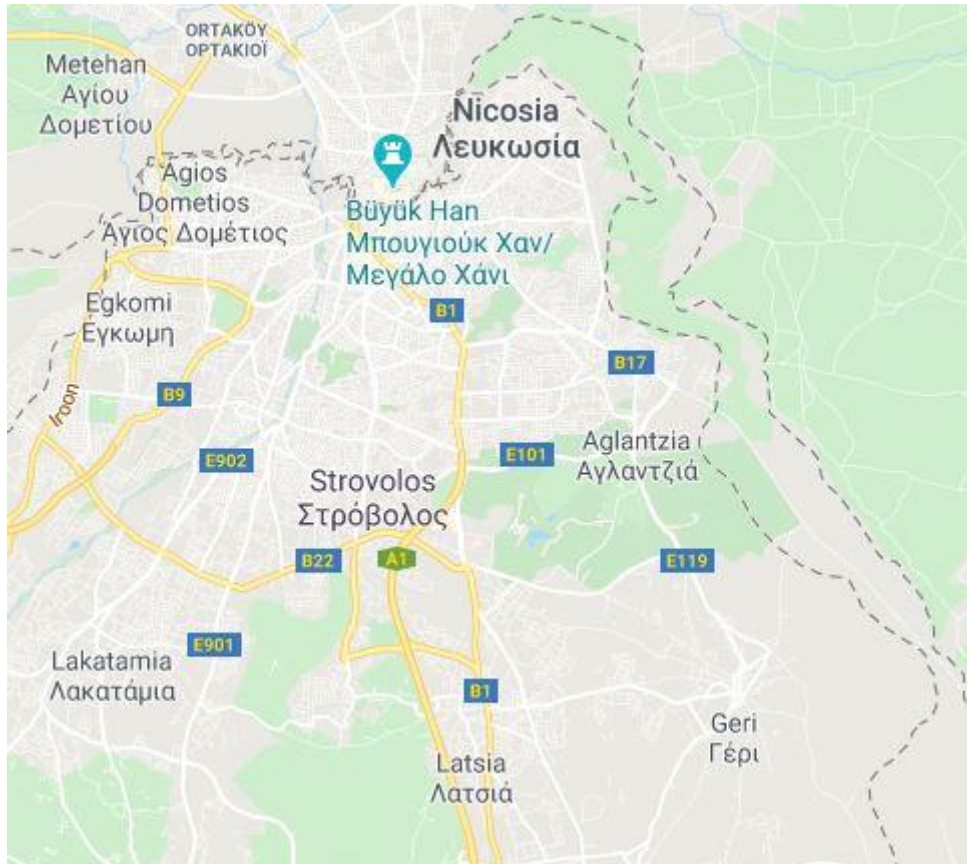 ORTAKÖY
ΟΡΤΑΚΙΟΪ
Metehan
Αγίου
Δομετίου
Nicosia
Λευκωσία
Agios
Dometios
Άγιος Δομέτιος
Büyük Han
Μπουγιούκ Χαν/
Μεγάλο Χάνι
Egkomi
Εγκωμη
B1
B17
Iroon
B9
E902
E101
Aglantzia
Αγλαντζιά
Strovolos
Στρόβολος
B22
A1
E119
E901
Lakatamia
Λακατάμια
B1
Geri
Γέρι
Latsia
Λατσιά